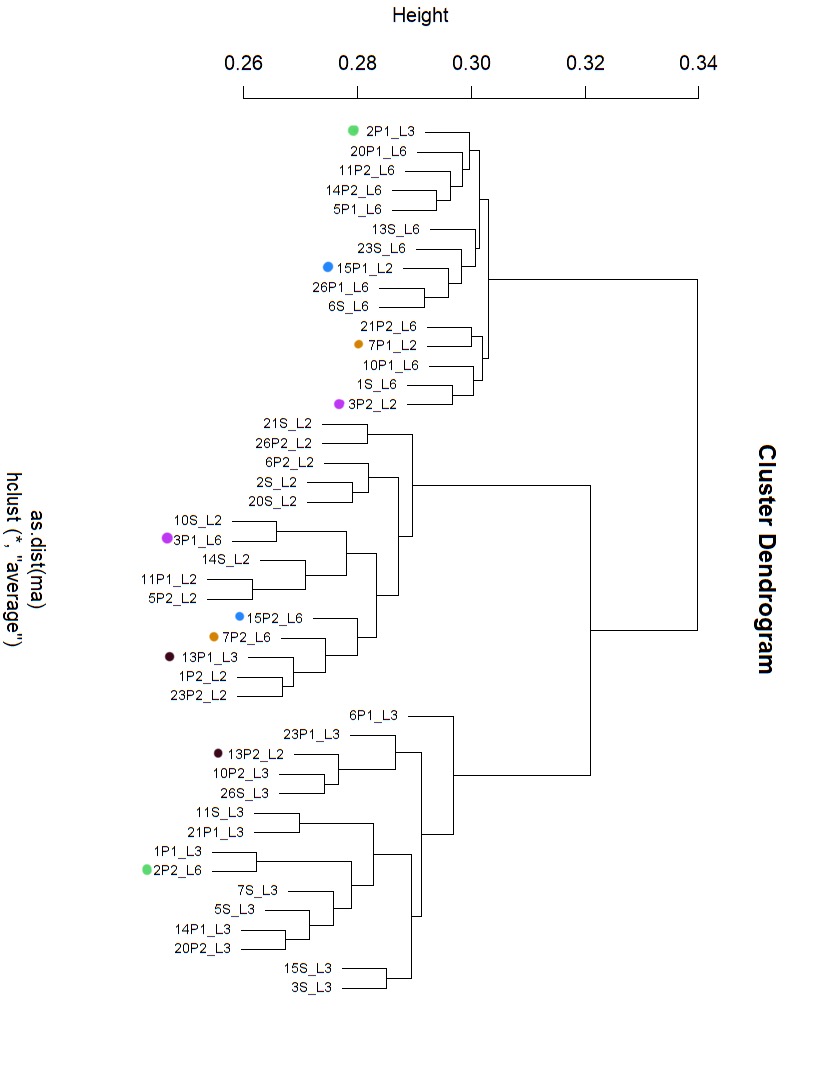 Height
0.26 0.28 0.30 0.32 0.34
2P1_L3
20P1_L6
11P2_L6
14P2_L6
5P1_L6
13S_L6
23S_L6
15P1_L2
26P1_L6
6S_L6
21P2_L6
7P1_L2
10P1_L6
1S_L6
3P2_L2
21S_L2
26P2_L2
6P2_L2
2S_L2
20S_L2
10S_L2
3P1_L6
14S_L2
11P1_L2
5P2_L2
15P2_L6
7P2_L6
13P1_L3
1P2_L2
23P2_L2
6P1_L3
23P1_L3
13P2_L2
10P2_L3
26S_L3
11S_L3
21P1_L3
1P1_L3
2P2_L6
7S_L3
5S_L3
14P1_L3
20P2_L3
15S_L3
3S_L3
Cluster Dendrogram
as.dist(ma)
hclust (*, "average")